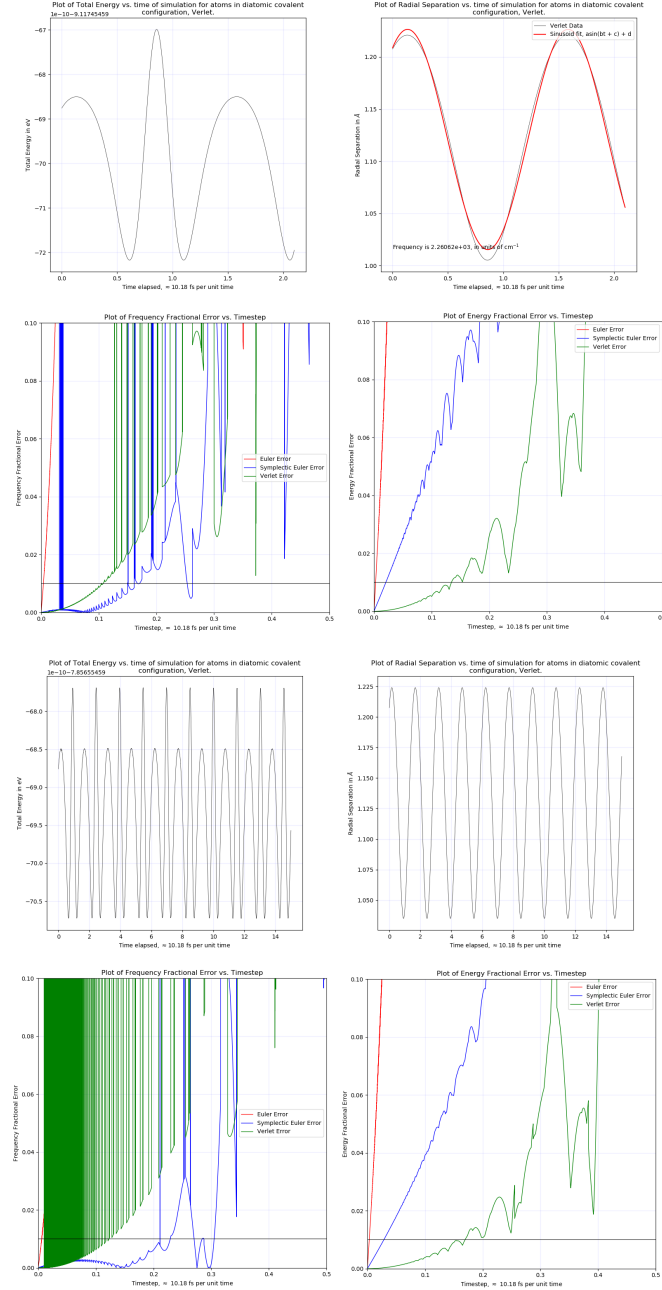 Plot of Total Energy vs. time of simulation for atoms in diatomic covalent
configuration, Verlet.
1e−10−9.11745459
−67
−68
−69
−70
−71
−72
Total Energy in eV
0.0 0.5 1.0 1.5 2.0
Time elapsed, ≈ 10.18 fs per unit time
Plot of Radial Separation vs. time of simulation for atoms in diatomic covalent
configuration, Verlet.
Verlet Data
Sinusoid fit, asin(bt + c) + d
1.20
1.15
1.10
1.05
1.00
Radial Separation in Å
Frequency is 2.26062e+03, in units of cm⁻¹
0.0 0.5 1.0 1.5 2.0
Time elapsed, ≈ 10.18 fs per unit time
Plot of Frequency Fractional Error vs. Timestep
0.10
0.08
0.06
0.04
0.02
0.00
Frequency Fractional Error
Euler Error
Symplectic Euler Error
Verlet Error
0.0 0.1 0.2 0.3 0.4 0.5
Timestep, ≈ 10.18 fs per unit time
Plot of Energy Fractional Error vs. Timestep
Euler Error
Symplectic Euler Error
Verlet Error
0.10
0.08
0.06
0.04
0.02
0.00
Energy Fractional Error
0.0 0.1 0.2 0.3 0.4 0.5
Timestep, ≈ 10.18 fs per unit time
Plot of Total Energy vs. time of simulation for atoms in diatomic covalent
configuration, Verlet.
1e−10−7.85655459
−68.0
−68.5
−69.0
−69.5
−70.0
−70.5
Total Energy in eV
0 2 4 6 8 10 12 14
Time elapsed, ≈ 10.18 fs per unit time
Plot of Radial Separation vs. time of simulation for atoms in diatomic covalent
configuration, Verlet.
1.225
1.200
1.175
1.150
1.125
1.100
1.075
1.050
Radial Separation in Å
0 2 4 6 8 10 12 14
Time elapsed, ≈ 10.18 fs per unit time
Plot of Frequency Fractional Error vs. Timestep
0.10
0.08
0.06
0.04
0.02
0.00
Frequency Fractional Error
Euler Error
Symplectic Euler Error
Verlet Error
0.0 0.1 0.2 0.3 0.4 0.5
Timestep, ≈ 10.18 fs per unit time
Plot of Energy Fractional Error vs. Timestep
Euler Error
Symplectic Euler Error
Verlet Error
0.10
0.08
0.06
0.04
0.02
0.00
Energy Fractional Error
0.0 0.1 0.2 0.3 0.4 0.5
Timestep, ≈ 10.18 fs per unit time